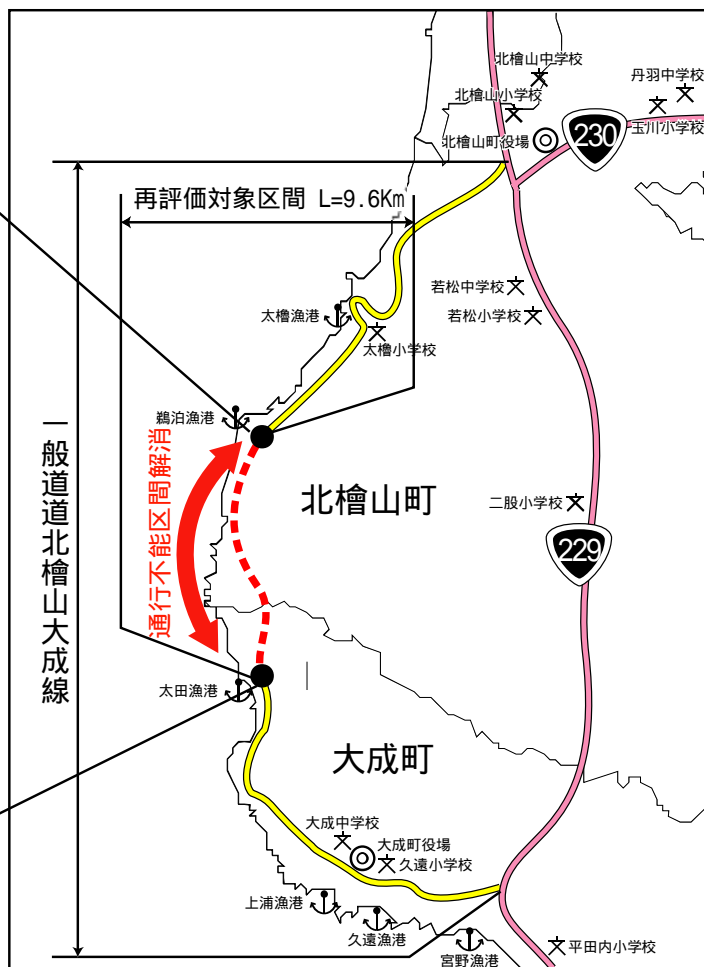 北檜山中学校
丹羽中学校
北檜山小学校
玉川小学校
北檜山町役場
230
再評価対象区間 L=9.6Km
若松中学校
太櫓漁港
若松小学校
太櫓小学校
鵜泊漁港
一般道道北檜山大成線
通行不能区間解消
北檜山町
二股小学校
229
太田漁港
大成町
大成中学校
大成町役場
久遠小学校
上浦漁港
久遠漁港
宮野漁港
平田内小学校